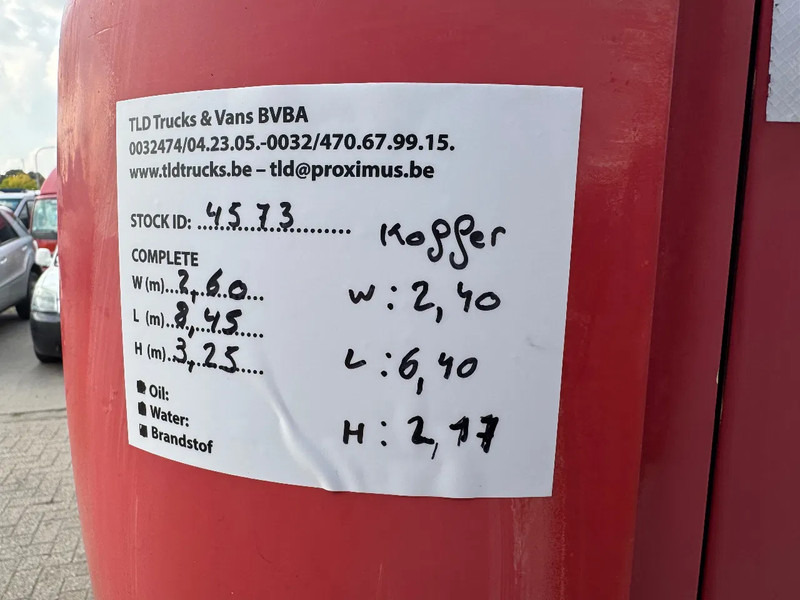 TLD Trucks & Vans BVBA
0032474/04.23.05.-0032/470.67.99.15.
www.tldtrucks.be – tld@proximus.be
STOCK ID: 4573
Koffer
COMPLETE
W (m) 2,60
L (m) 8,45
H (m) 3,25
W: 2,40
L: 6,40
H: 2,17
Oil:
Water:
Brandstof